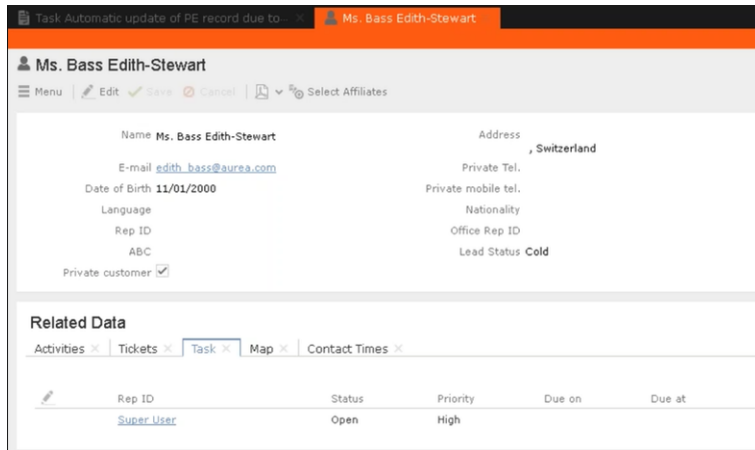 Task Automatic update of PE record due to...
Ms. Bass Edith-Stewart
Ms. Bass Edith-Stewart
Menu Edit Save Cancel Select Affiliates
Name Ms. Bass Edith-Stewart Address
, Switzerland
E-mail edith_bass@aurea.com Private Tel.
Date of Birth 11/01/2000 Private mobile tel.
Language Nationality
Rep ID Office Rep ID
ABC Lead Status Cold
Private customer
Related Data
Activities Tickets Task Map Contact Times
Rep ID Status Priority Due on Due at
Super User Open High